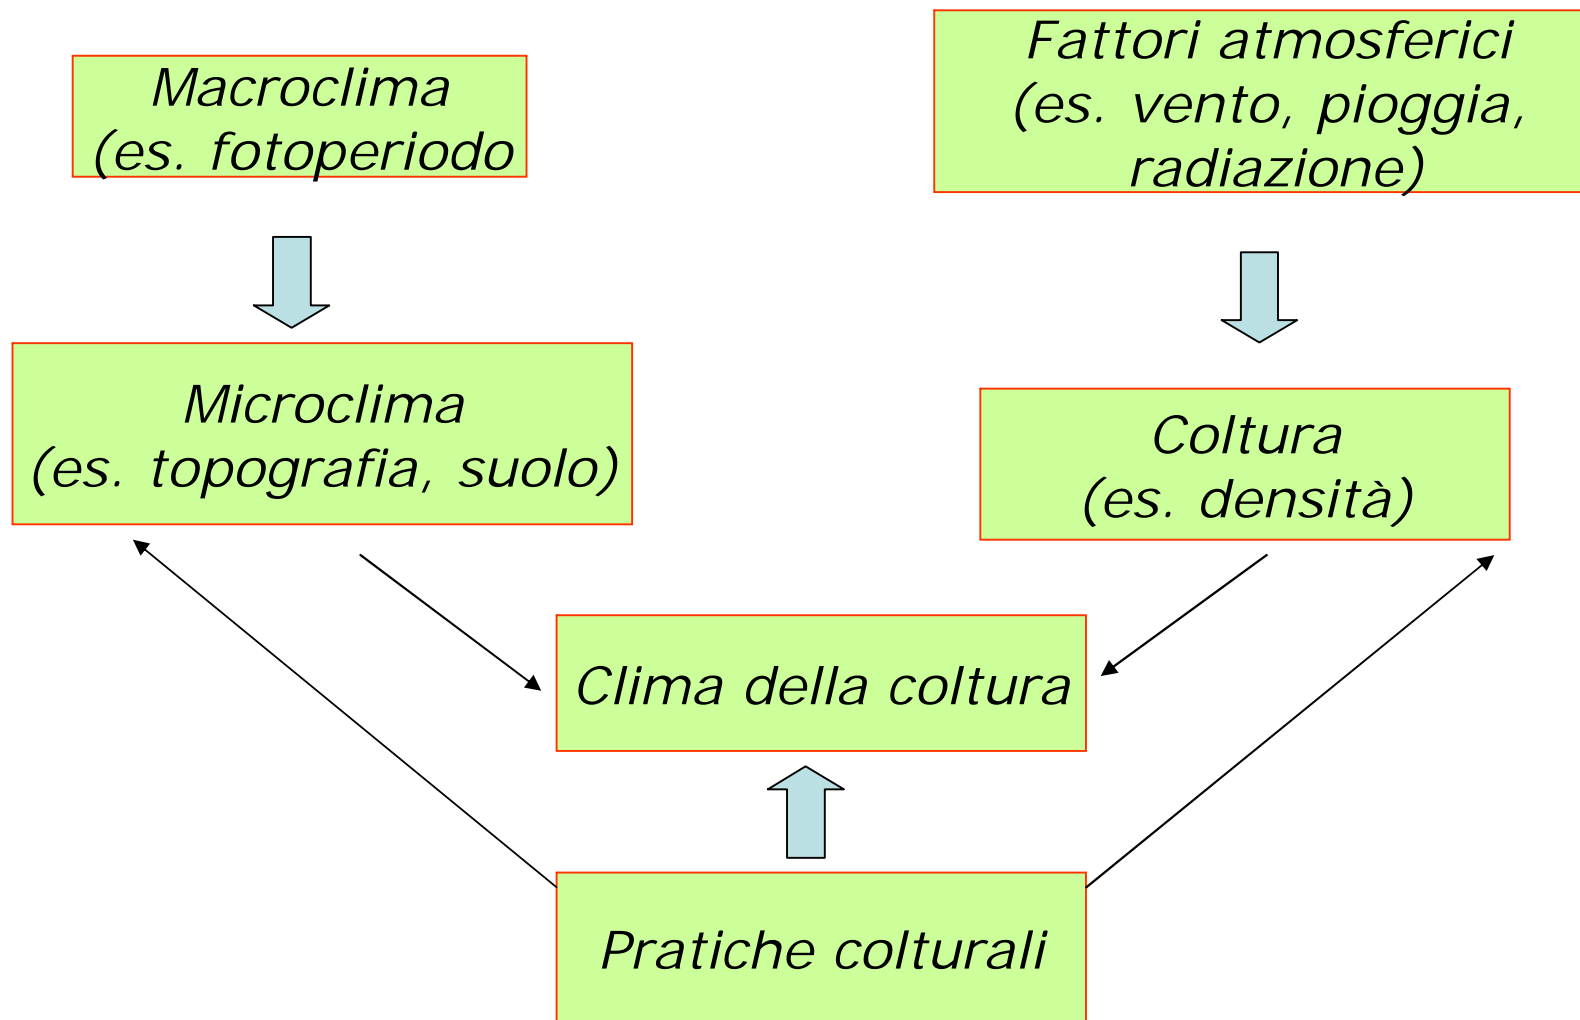 Macroclima
(es. fotoperiodo
Fattori atmosferici
(es. vento, pioggia,
radiazione)
Microclima
(es. topografia, suolo)
Coltura
(es. densità)
Clima della coltura
Pratiche colturali